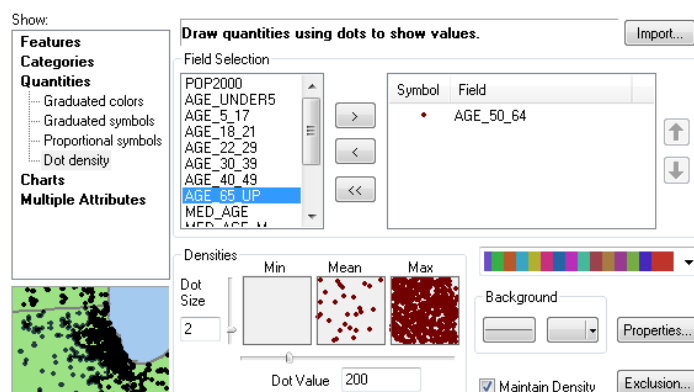 Show:
Features
Categories
Quantities
Graduated colors
Graduated symbols
Proportional symbols
Dot density
Charts
Multiple Attributes
Draw quantities using dots to show values.
Import...
Field Selection
POP2000
AGE_UNDER5
AGE_5_17
AGE_18_21
AGE_22_29
AGE_30_39
AGE_40_49
AGE_65_UP
MED_AGE
>
<
<<
Symbol Field
AGE_50_64
Densities
Min Mean Max
Dot
Size
2
Dot Value 200
Background
Properties...
Maintain Density
Exclusion...